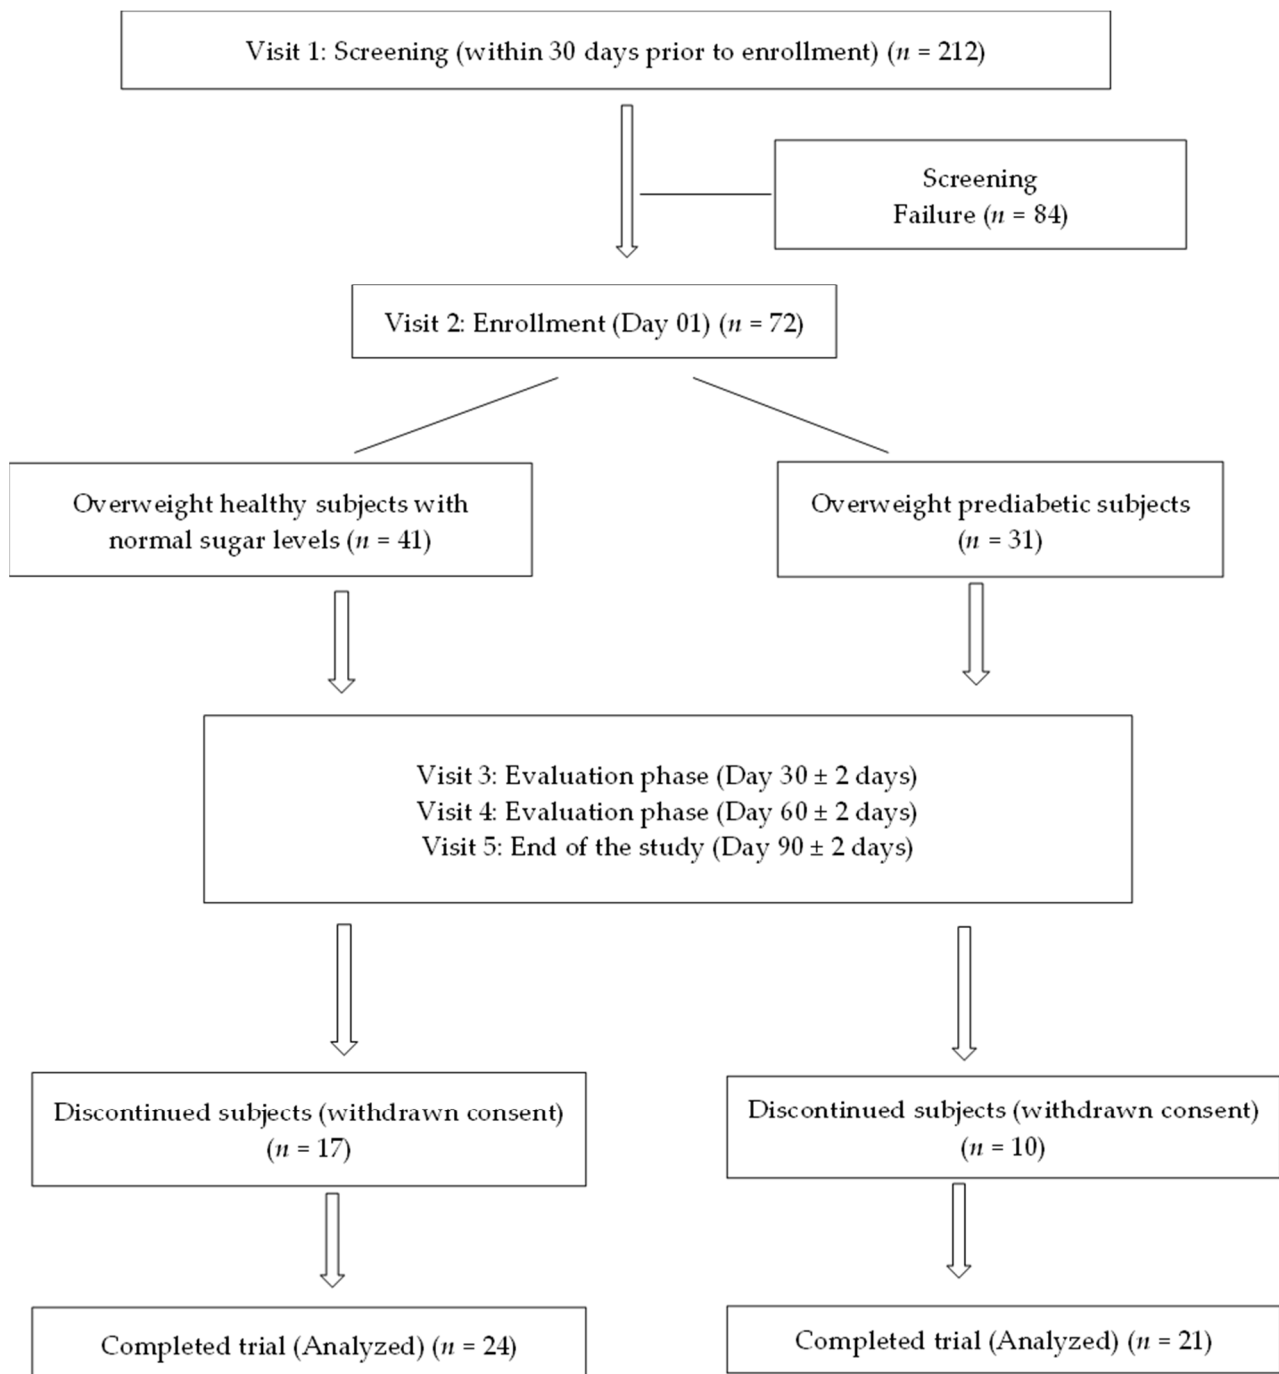 Visit 1: Screening (within 30 days prior to enrollment) (n = 212)
Screening
Failure (n = 84)
Visit 2: Enrollment (Day 01) (n = 72)
Overweight healthy subjects with
normal sugar levels (n = 41)
Overweight prediabetic subjects
(n = 31)
Visit 3: Evaluation phase (Day 30 ± 2 days)
Visit 4: Evaluation phase (Day 60 ± 2 days)
Visit 5: End of the study (Day 90 ± 2 days)
Discontinued subjects (withdrawn consent)
(n = 17)
Discontinued subjects (withdrawn consent)
(n = 10)
Completed trial (Analyzed) (n = 24)
Completed trial (Analyzed) (n = 21)